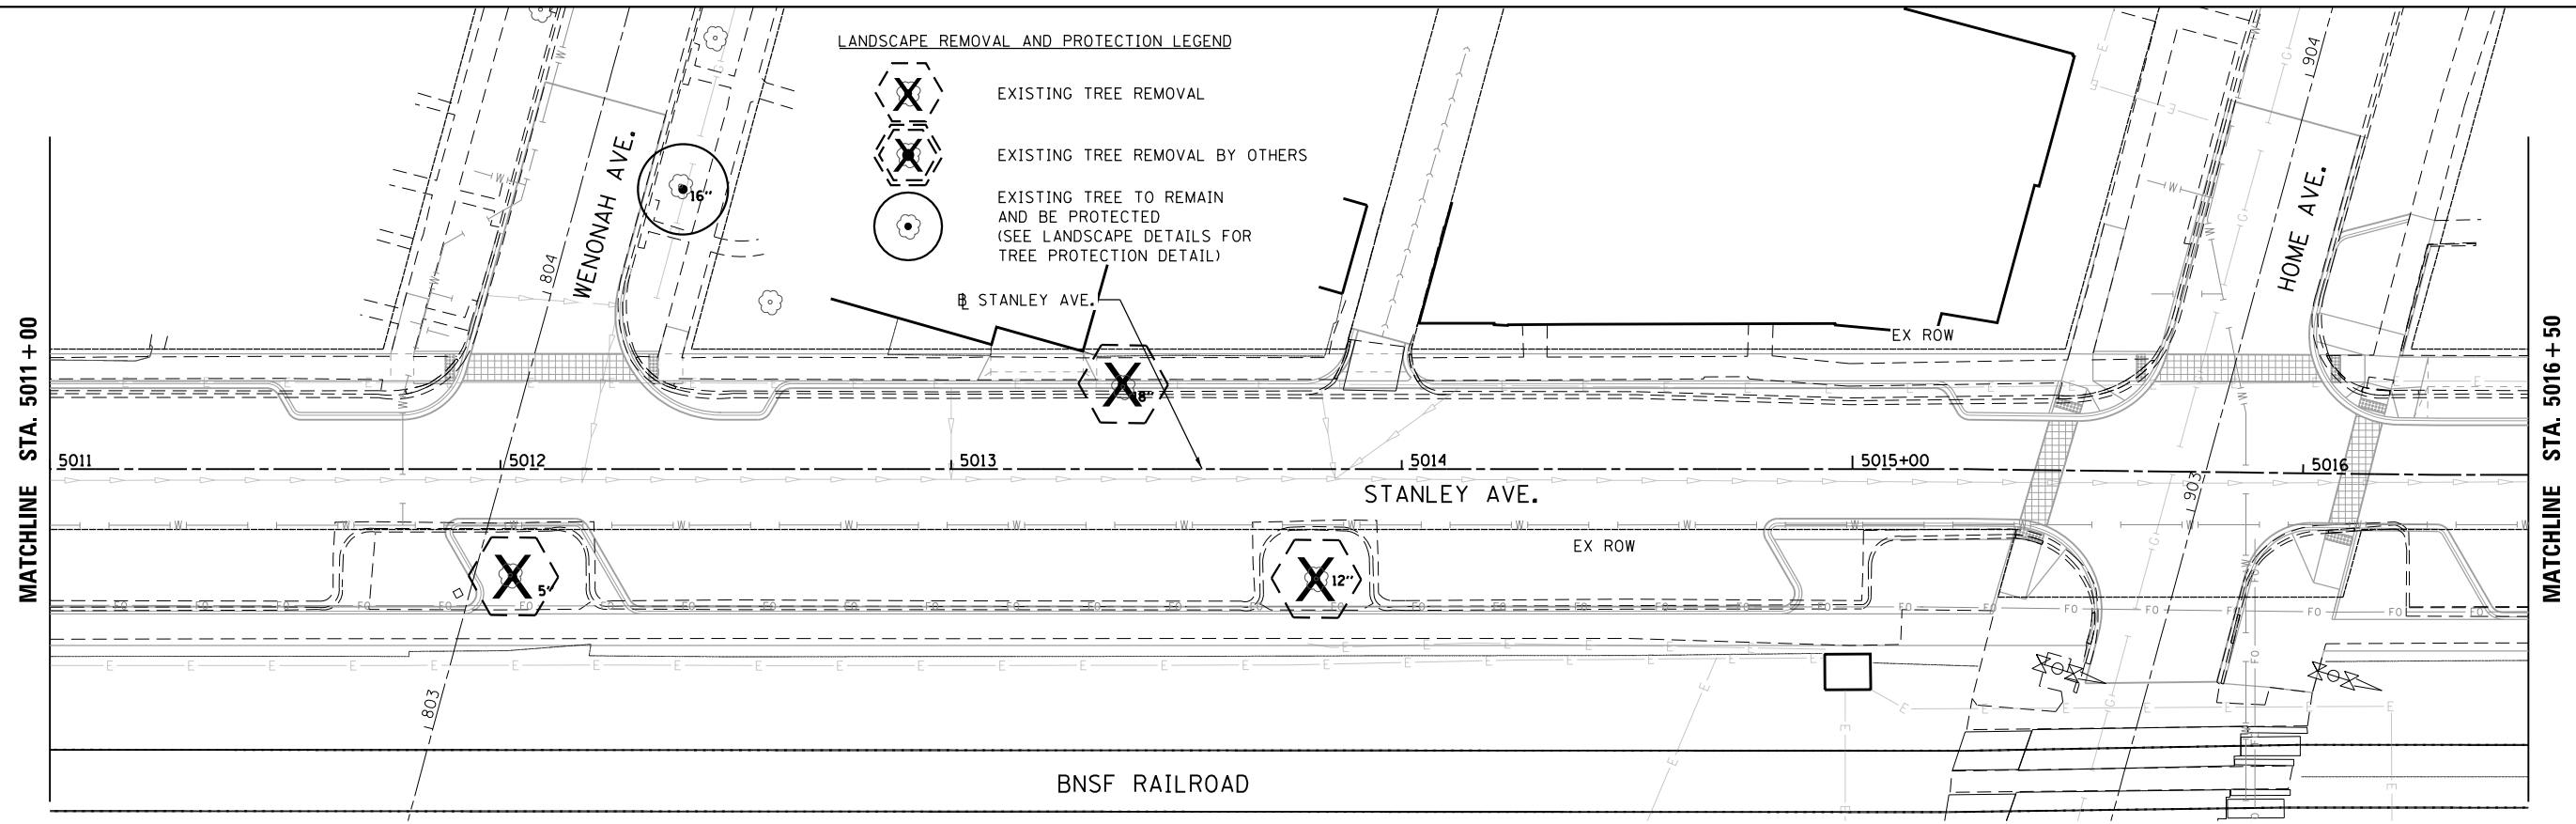 LANDSCAPE REMOVAL AND PROTECTION LEGEND
EXISTING TREE REMOVAL
EXISTING TREE REMOVAL BY OTHERS
EXISTING TREE TO REMAIN
AND BE PROTECTED
(SEE LANDSCAPE DETAILS FOR
TREE PROTECTION DETAIL)
STANLEY AVE.
WENONAH AVE.
804
16"
HOME AVE.
904
EX ROW
18"
MATCHLINE STA. 5011+00
5011
5012
5013
5014
5015+00
5016
MATCHLINE STA. 5016+50
STANLEY AVE.
903
EX ROW
5"
12"
803
BNSF RAILROAD
W
G
E
FO